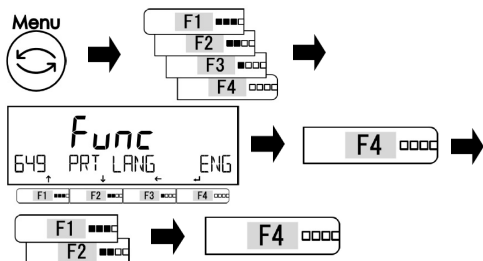 Menu
F1
F2
F3
F4
Func
649 PRT LANG ENG
F1 F2 F3 F4
F4
F1
F2
F4